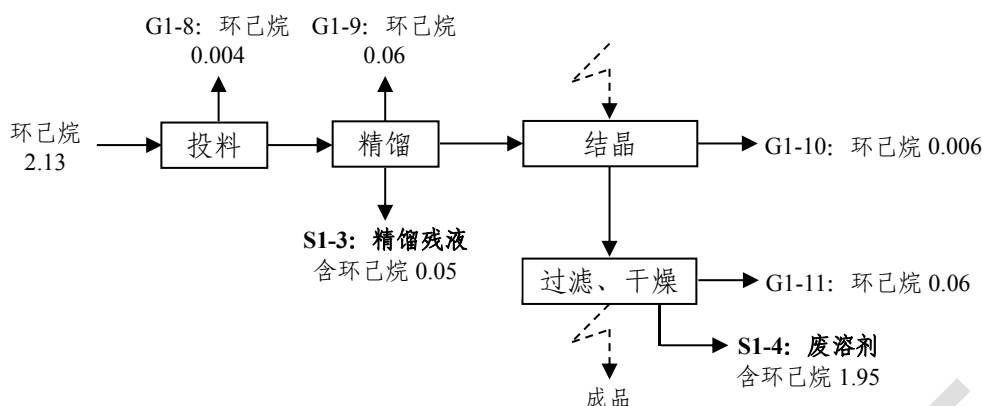 G1-8：环己烷
0.004
G1-9：环己烷
0.06
环己烷
2.13
投料
精馏
结晶
G1-10：环己烷 0.006
S1-3：精馏残液
含环己烷 0.05
过滤、干燥
G1-11：环己烷 0.06
S1-4：废溶剂
含环己烷 1.95
成品